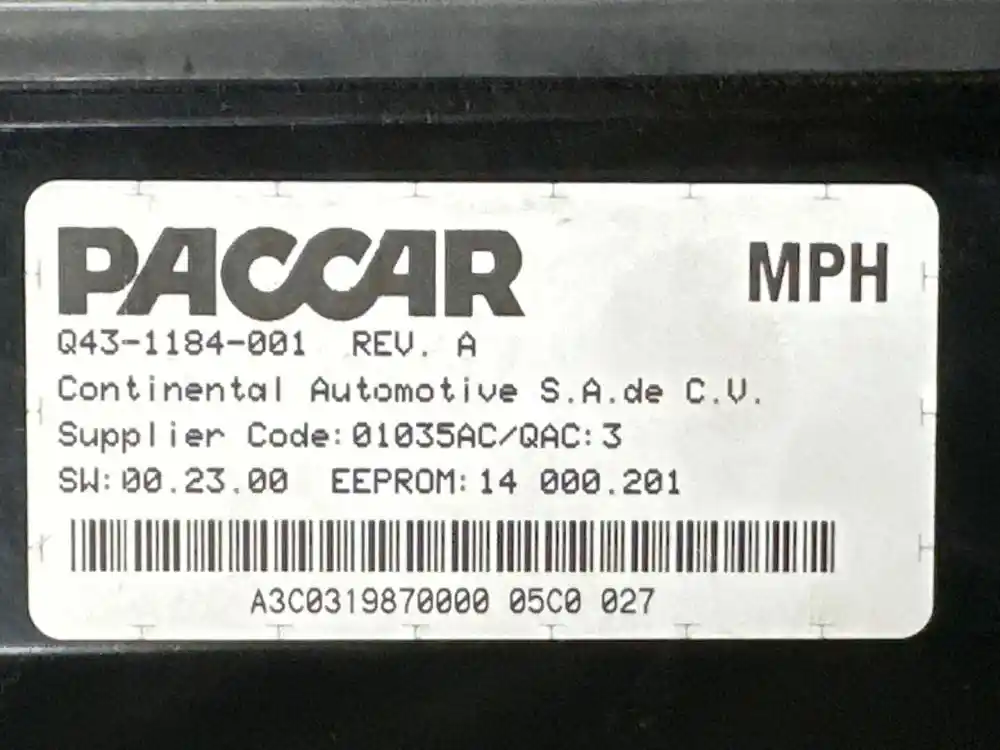 PACCAR MPH
Q43-1184-001 REV. A
Continental Automotive S.A.de C.V.
Supplier Code:01035AC/QAC:3
SW:00.23.00 EEPROM:14 000.201
A3C0319870000 05C0 027